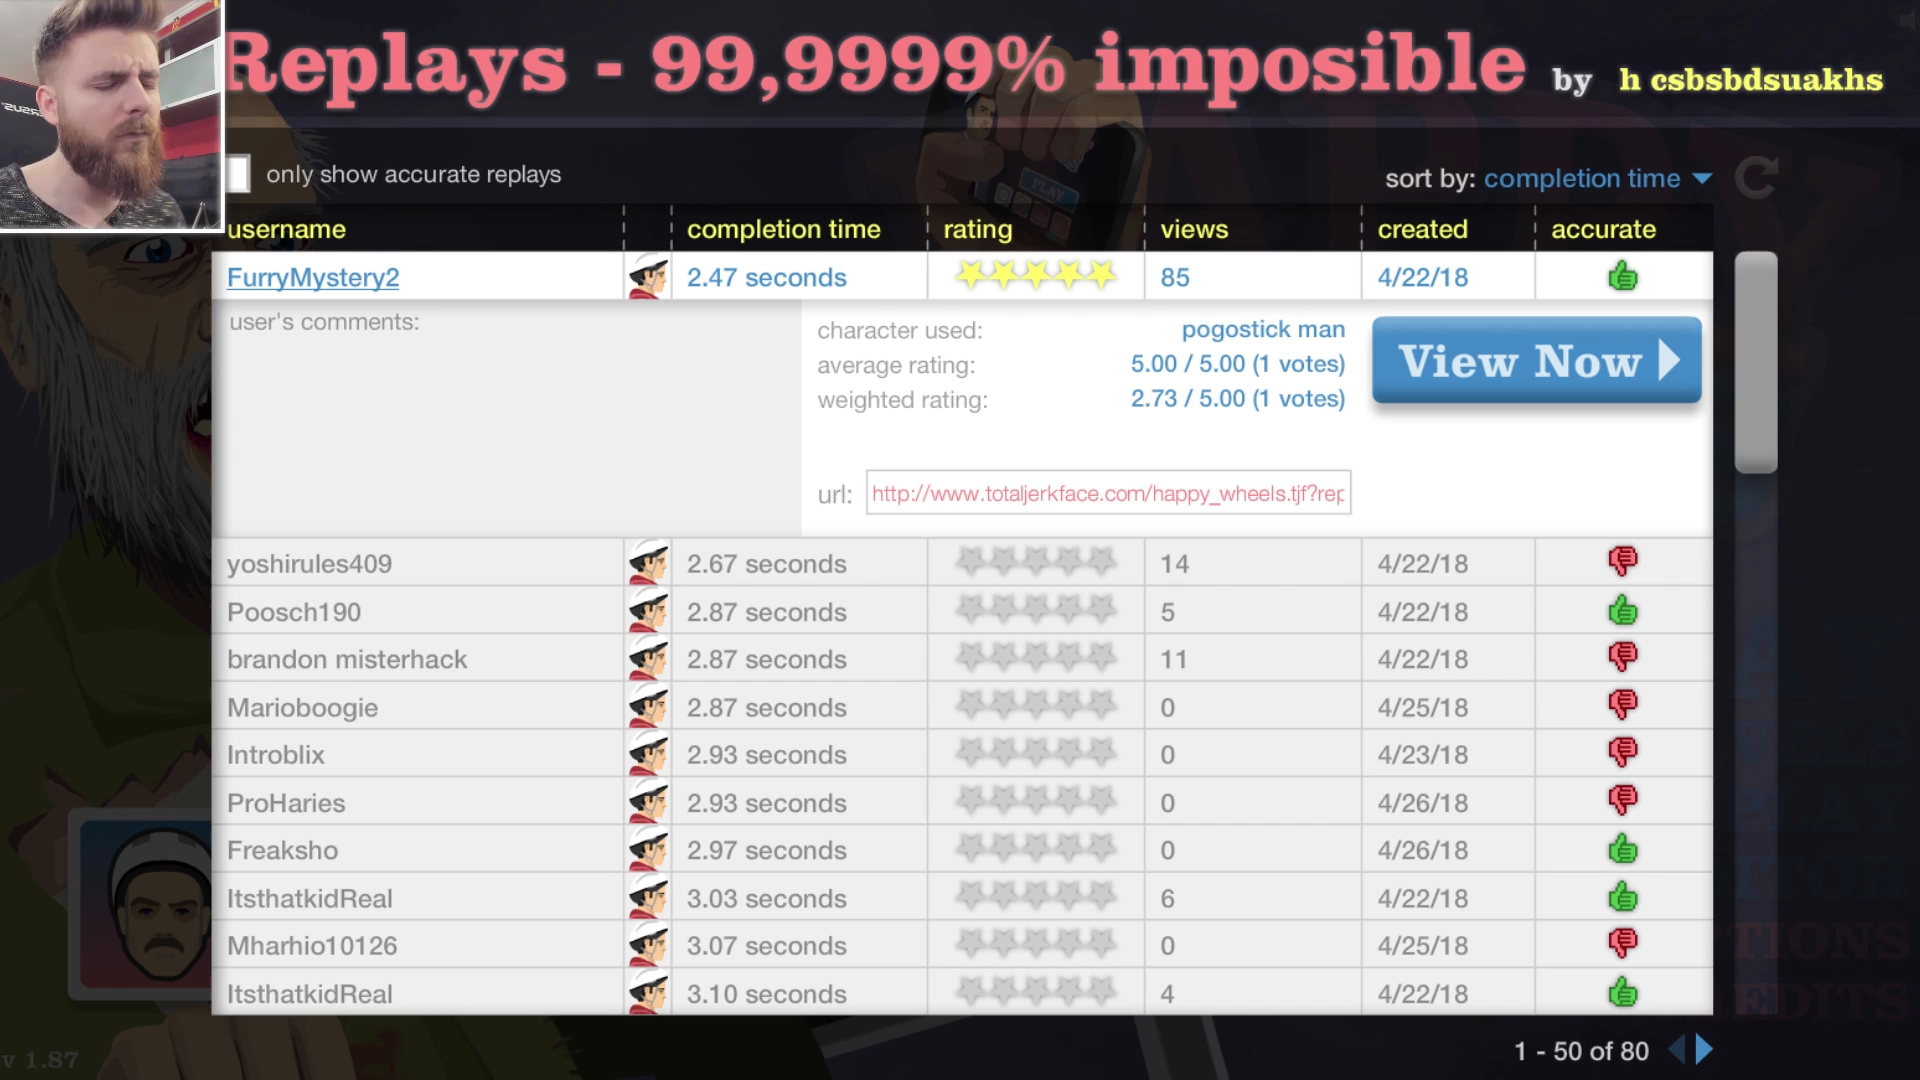 Replays - 99,9999% imposible by h csbsbdsuakhs
only show accurate replays
sort by: completion time
username completion time rating views created accurate
FurryMystery2 2.47 seconds 85 4/22/18
user's comments:
character used: pogostick man
average rating: 5.00 / 5.00 (1 votes)
weighted rating: 2.73 / 5.00 (1 votes)
View Now
url: http://www.totaljerkface.com/happy_wheels.tjf?rep
yoshirules409 2.67 seconds 14 4/22/18
Poosch190 2.87 seconds 5 4/22/18
brandon misterhack 2.87 seconds 11 4/22/18
Marioboogie 2.87 seconds 0 4/25/18
Introblix 2.93 seconds 0 4/23/18
ProHaries 2.93 seconds 0 4/26/18
Freaksho 2.97 seconds 0 4/26/18
ItsthatkidReal 3.03 seconds 6 4/22/18
Mharhio10126 3.07 seconds 0 4/25/18
ItsthatkidReal 3.10 seconds 4 4/22/18
1 - 50 of 80
v 1.87